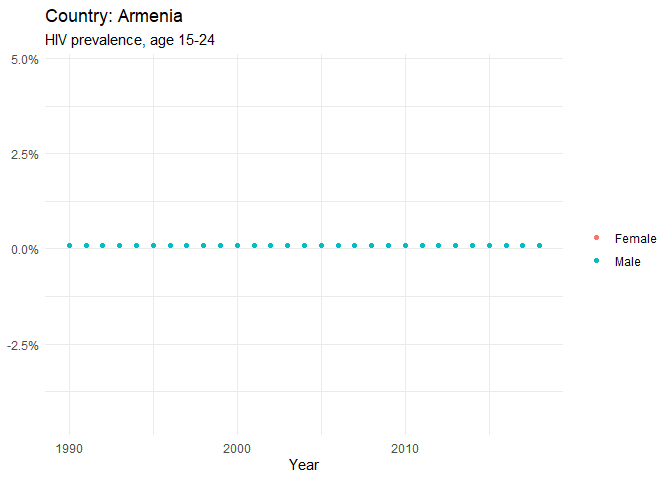 Country: Armenia
HIV prevalence, age 15-24
5.0%
2.5%
0.0%
-2.5%
Female
Male
1990 2000 2010
Year